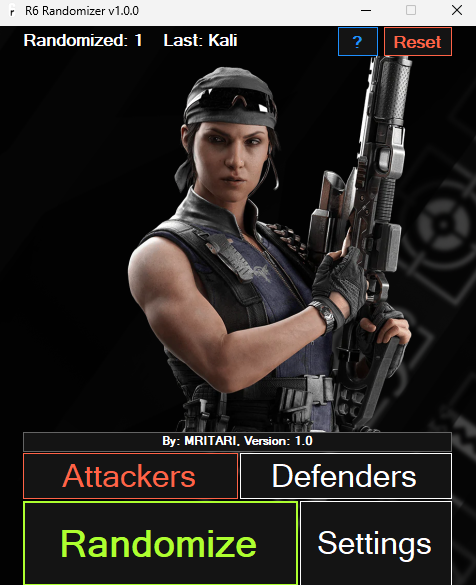 R6 Randomizer v1.0.0
Randomized: 1 Last: Kali
? Reset
By: MRITARI, Version: 1.0
Attackers Defenders
Randomize Settings